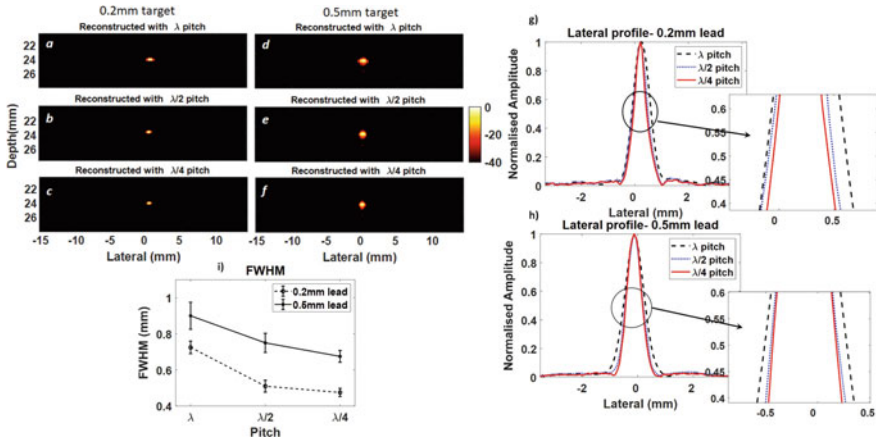 0.2mm target
0.5mm target
Reconstructed with λ pitch
Reconstructed with λ pitch
a
d
22
24
26
Reconstructed with λ/2 pitch
Reconstructed with λ/2 pitch
b
e
22
24
26
Depth(mm)
0
-20
-40
Reconstructed with λ/4 pitch
Reconstructed with λ/4 pitch
c
f
22
24
26
-15 -10 -5 0 5 10 15
-10 -5 0 5 10
Lateral (mm)
Lateral (mm)
i)
FWHM
0.2mm lead
0.5mm lead
1
0.8
0.6
0.4
FWHM (mm)
λ λ/2 λ/4
Pitch
g)
Lateral profile- 0.2mm lead
λ pitch
λ/2 pitch
λ/4 pitch
1
0.8
0.6
0.4
0.2
0
Normalised Amplitude
-2 0 2
Lateral (mm)
0.6
0.55
0.5
0.45
0.4
0 0.5
h)
Lateral profile- 0.5mm lead
λ pitch
λ/2 pitch
λ/4 pitch
1
0.8
0.6
0.4
0.2
0
Normalised Amplitude
-4 -2 0 2 4
Lateral (mm)
0.6
0.55
0.5
0.45
0.4
-0.5 0 0.5